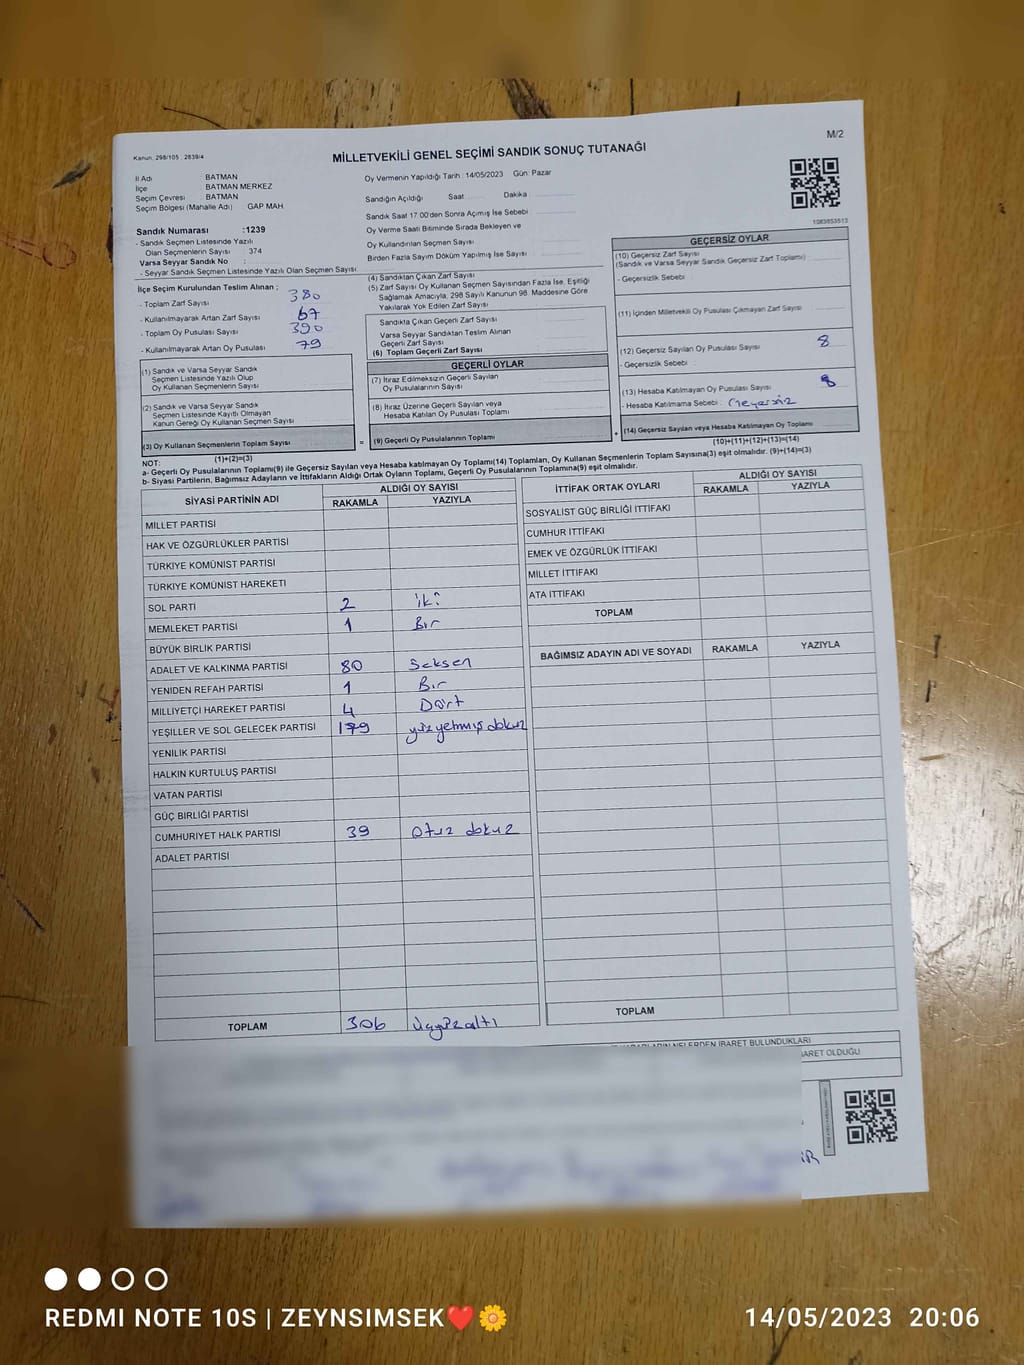 M/2
Kanun: 298/105 : 2839/4
MİLLETVEKİLİ GENEL SEÇİMİ SANDIK SONUÇ TUTANAĞI
İl Adı : BATMAN
İlçe : BATMAN MERKEZ
Seçim Çevresi : BATMAN
Seçim Bölgesi (Mahalle Adı) GAP MAH.
Oy Vermenin Yapıldığı Tarih : 14/05/2023 Gün: Pazar
Sandığın Açıldığı Saat Dakika
Sandık Saat 17:00'den Sonra Açımış İse Sebebi
Oy Verme Saati Bitiminde Sırada Bekleyen ve
Oy Kullandırılan Seçmen Sayısı
Birden Fazla Sayım Döküm Yapılmış İse Sayısı
1083853513
Sandık Numarası :1239
- Sandık Seçmen Listesinde Yazılı
Olan Seçmenlerin Sayısı : 374
Varsa Seyyar Sandık No :
- Seyyar Sandık Seçmen Listesinde Yazılı Olan Seçmen Sayısı:
İlçe Seçim Kurulundan Teslim Alınan ;
- Toplam Zarf Sayısı : 380
- Kullanılmayarak Artan Zarf Sayısı : 67
- Toplam Oy Pusulası Sayısı : 390
- Kullanılmayarak Artan Oy Pusulası : 79
(1) Sandık ve Varsa Seyyar Sandık
Seçmen Listesinde Yazılı Olup
Oy Kullanan Seçmenlerin Sayısı
(2) Sandık ve Varsa Seyyar Sandık
Seçmen Listesinde Kayıtlı Olmayan
Kanun Gereği Oy Kullanan Seçmen Sayısı
(3) Oy Kullanan Seçmenlerin Toplam Sayısı
(1)+(2)=(3)
(4) Sandıktan Çıkan Zarf Sayısı
(5) Zarf Sayısı Oy Kullanan Seçmen Sayısından Fazla İse, Eşitliği
Sağlamak Amacıyla, 298 Sayılı Kanunun 98. Maddesine Göre
Yakılarak Yok Edilen Zarf Sayısı
Sandıkta Çıkan Geçerli Zarf Sayısı
Varsa Seyyar Sandıktan Teslim Alınan
Geçerli Zarf Sayısı
(6) Toplam Geçerli Zarf Sayısı
GEÇERLİ OYLAR
(7) İtiraz Edilmeksizin Geçerli Sayılan
Oy Pusulalarının Sayısı
(8) İtiraz Üzerine Geçerli Sayılan veya
Hesaba Katılan Oy Pusulası Toplamı
=
(9) Geçerli Oy Pusulalarının Toplamı
+
GEÇERSİZ OYLAR
(10) Geçersiz Zarf Sayısı
(Sandık ve Varsa Seyyar Sandık Geçersiz Zarf Toplamı)
- Geçersizlik Sebebi :
(11) İçinden Milletvekili Oy Pusulası Çıkmayan Zarf Sayısı
(12) Geçersiz Sayılan Oy Pusulası Sayısı 8
- Geçersizlik Sebebi :
(13) Hesaba Katılmayan Oy Pusulası Sayısı 8
- Hesaba Katılmama Sebebi : Geçersiz
(14) Geçersiz Sayılan veya Hesaba Katılmayan Oy Toplamı
(10)+(11)+(12)+(13)=(14)
NOT:
a- Geçerli Oy Pusulalarının Toplamı(9) ile Geçersiz Sayılan veya Hesaba katılmayan Oy Toplamı(14) Toplamları, Oy Kullanan Seçmenlerin Toplam Sayısına(3) eşit olmalıdır. (9)+(14)=(3)
b- Siyasi Partilerin, Bağımsız Adayların ve İttifakların Aldığı Ortak Oyların Toplamı, Geçerli Oy Pusulalarının Toplamına(9) eşit olmalıdır.
SİYASİ PARTİNİN ADI ALDIĞI OY SAYISI
RAKAMLA YAZIYLA
MİLLET PARTİSİ
HAK VE ÖZGÜRLÜKLER PARTİSİ
TÜRKİYE KOMÜNİST PARTİSİ
TÜRKİYE KOMÜNİST HAREKETİ
SOL PARTİ 2 iki
MEMLEKET PARTİSİ 1 Bir
BÜYÜK BİRLİK PARTİSİ
ADALET VE KALKINMA PARTİSİ 80 Seksen
YENİDEN REFAH PARTİSİ 1 Bir
MİLLİYETÇİ HAREKET PARTİSİ 4 Dört
YEŞİLLER VE SOL GELECEK PARTİSİ 179 yüz yetmiş dokuz
YENİLİK PARTİSİ
HALKIN KURTULUŞ PARTİSİ
VATAN PARTİSİ
GÜÇ BİRLİĞİ PARTİSİ
CUMHURİYET HALK PARTİSİ 39 Otuz dokuz
ADALET PARTİSİ
TOPLAM 306 Üçyüzaltı
İTTİFAK ORTAK OYLARI ALDIĞI OY SAYISI
RAKAMLA YAZIYLA
SOSYALİST GÜÇ BİRLİĞİ İTTİFAKI
CUMHUR İTTİFAKI
EMEK VE ÖZGÜRLÜK İTTİFAKI
MİLLET İTTİFAKI
ATA İTTİFAKI
TOPLAM
BAĞIMSIZ ADAYIN ADI VE SOYADI RAKAMLA YAZIYLA
TOPLAM
NELERDEN İBARET BULUNDUKLARI
BARET OLDUĞU
REDMI NOTE 10S | ZEYNSIMSEK❤️🌼
14/05/2023 20:06